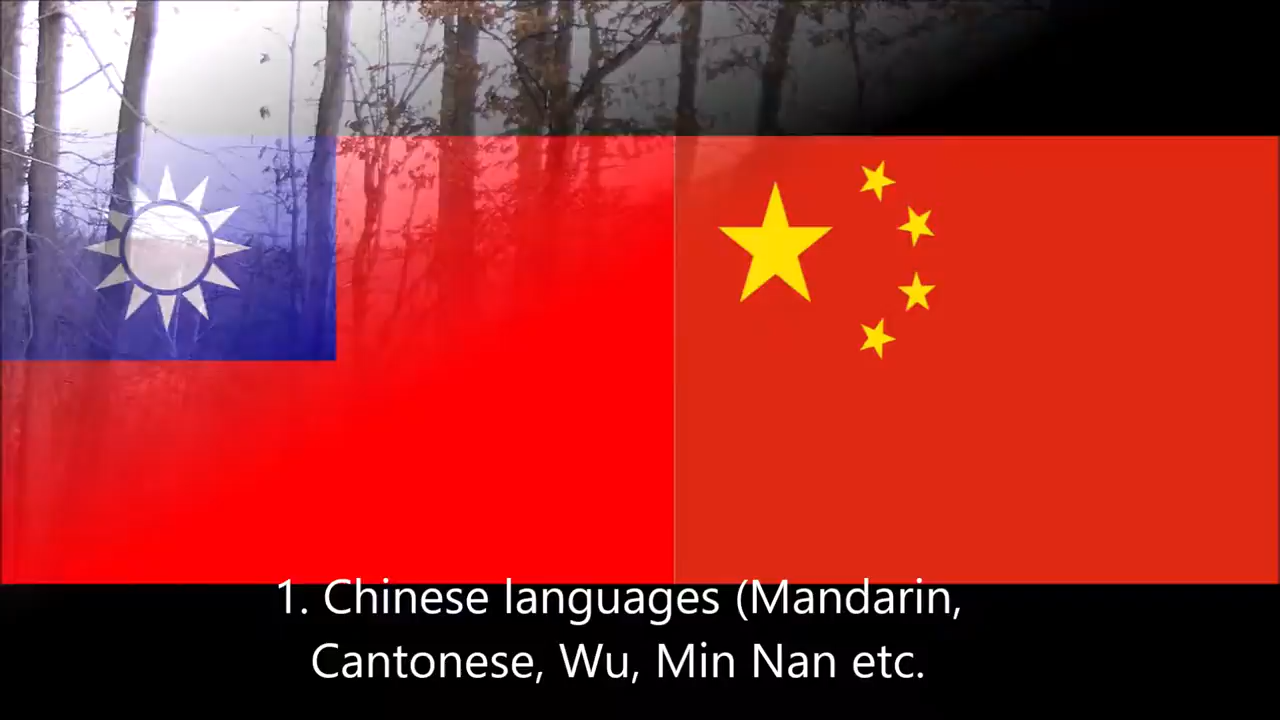 1. Chinese languages (Mandarin,
Cantonese, Wu, Min Nan etc.